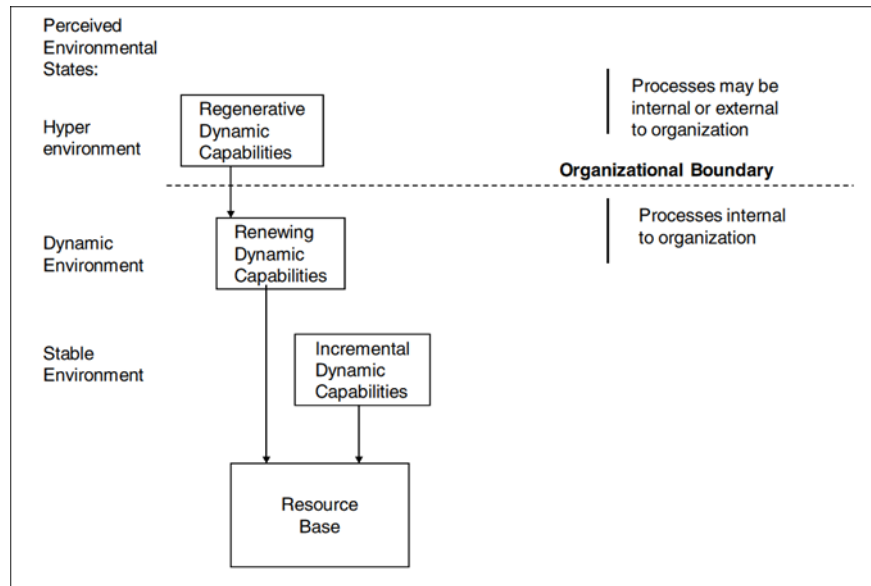 Perceived
Environmental
States:
Hyper
environment
Regenerative
Dynamic
Capabilities
Processes may be
internal or external
to organization
Organizational Boundary
Dynamic
Environment
Renewing
Dynamic
Capabilities
Processes internal
to organization
Stable
Environment
Incremental
Dynamic
Capabilities
Resource
Base